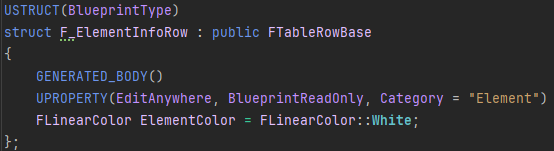 USTRUCT(BlueprintType)
struct F_ElementInfoRow : public FTableRowBase
{
    GENERATED_BODY()
    UPROPERTY(EditAnywhere, BlueprintReadOnly, Category = "Element")
    FLinearColor ElementColor = FLinearColor::White;
};